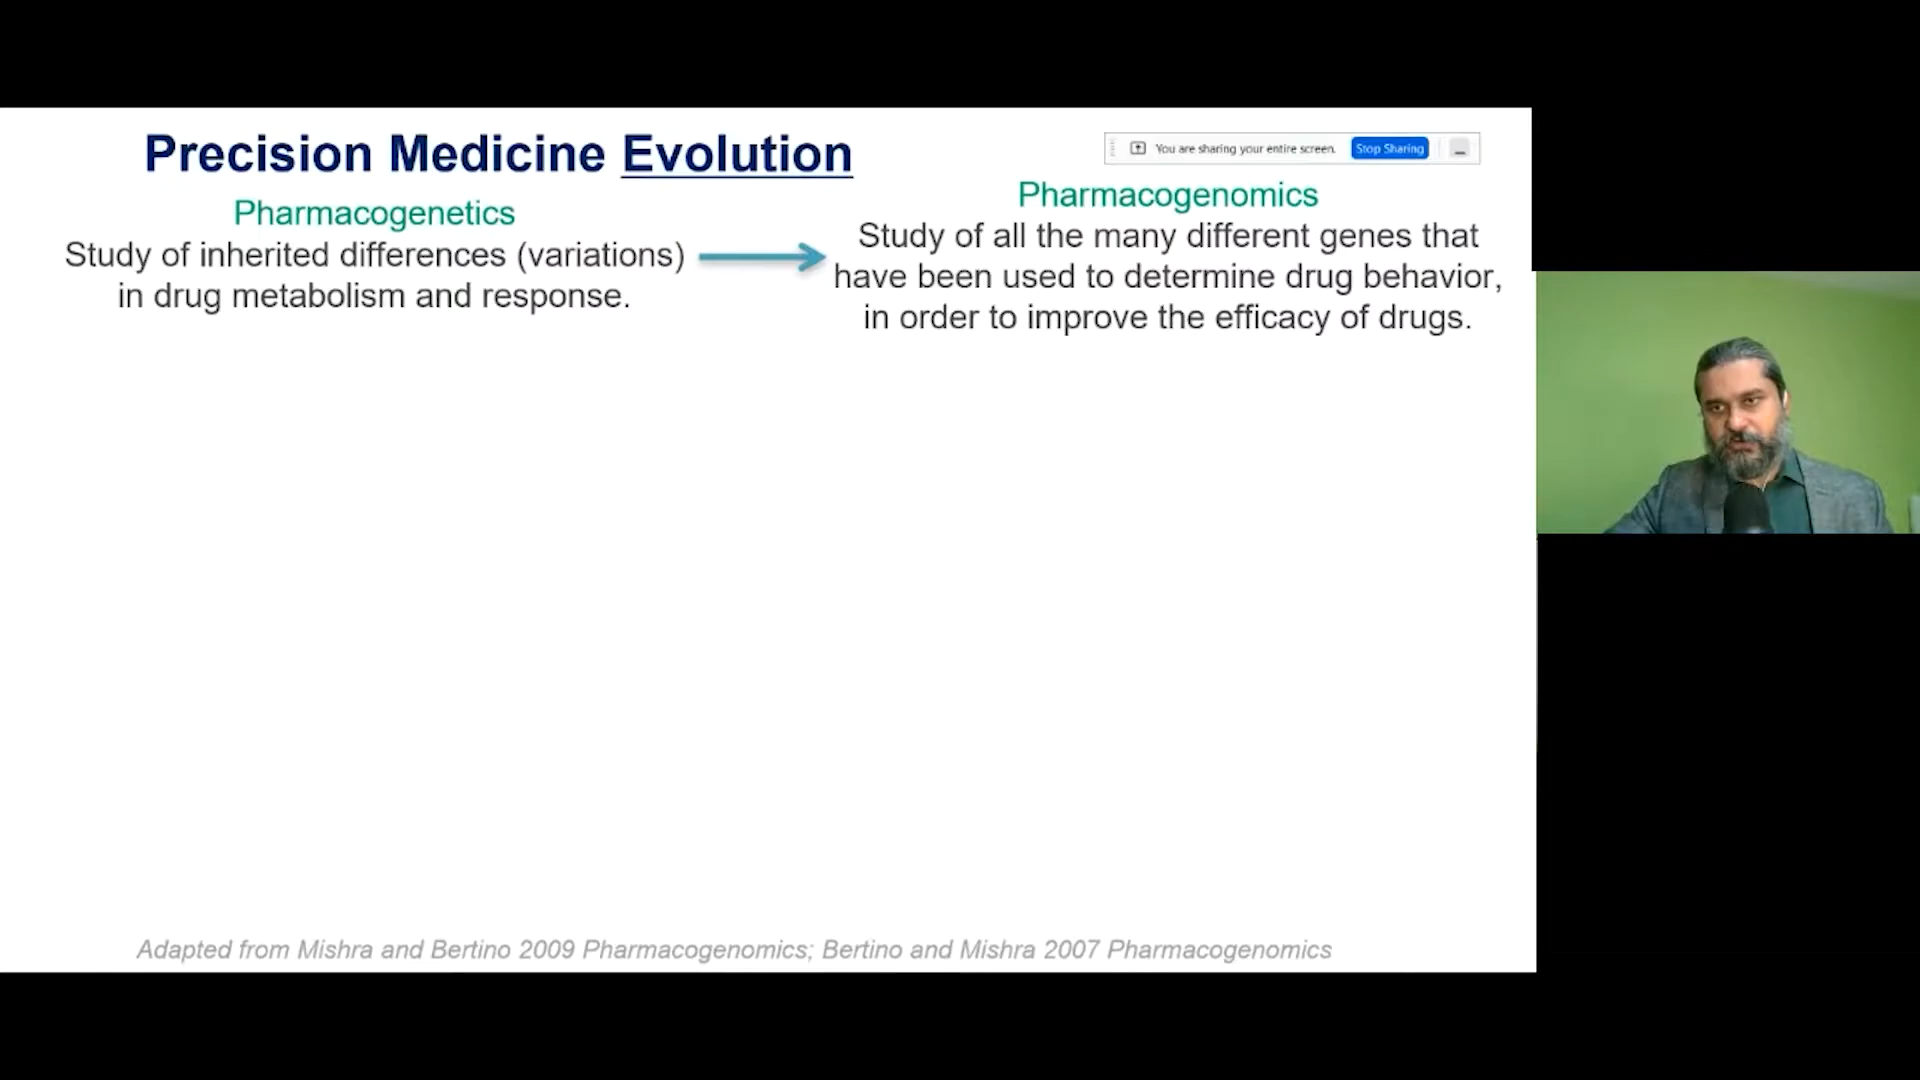 Precision Medicine Evolution
You are sharing your entire screen. Stop Sharing
Pharmacogenetics
Study of inherited differences (variations)
in drug metabolism and response.
Pharmacogenomics
Study of all the many different genes that
have been used to determine drug behavior,
in order to improve the efficacy of drugs.
Adapted from Mishra and Bertino 2009 Pharmacogenomics; Bertino and Mishra 2007 Pharmacogenomics